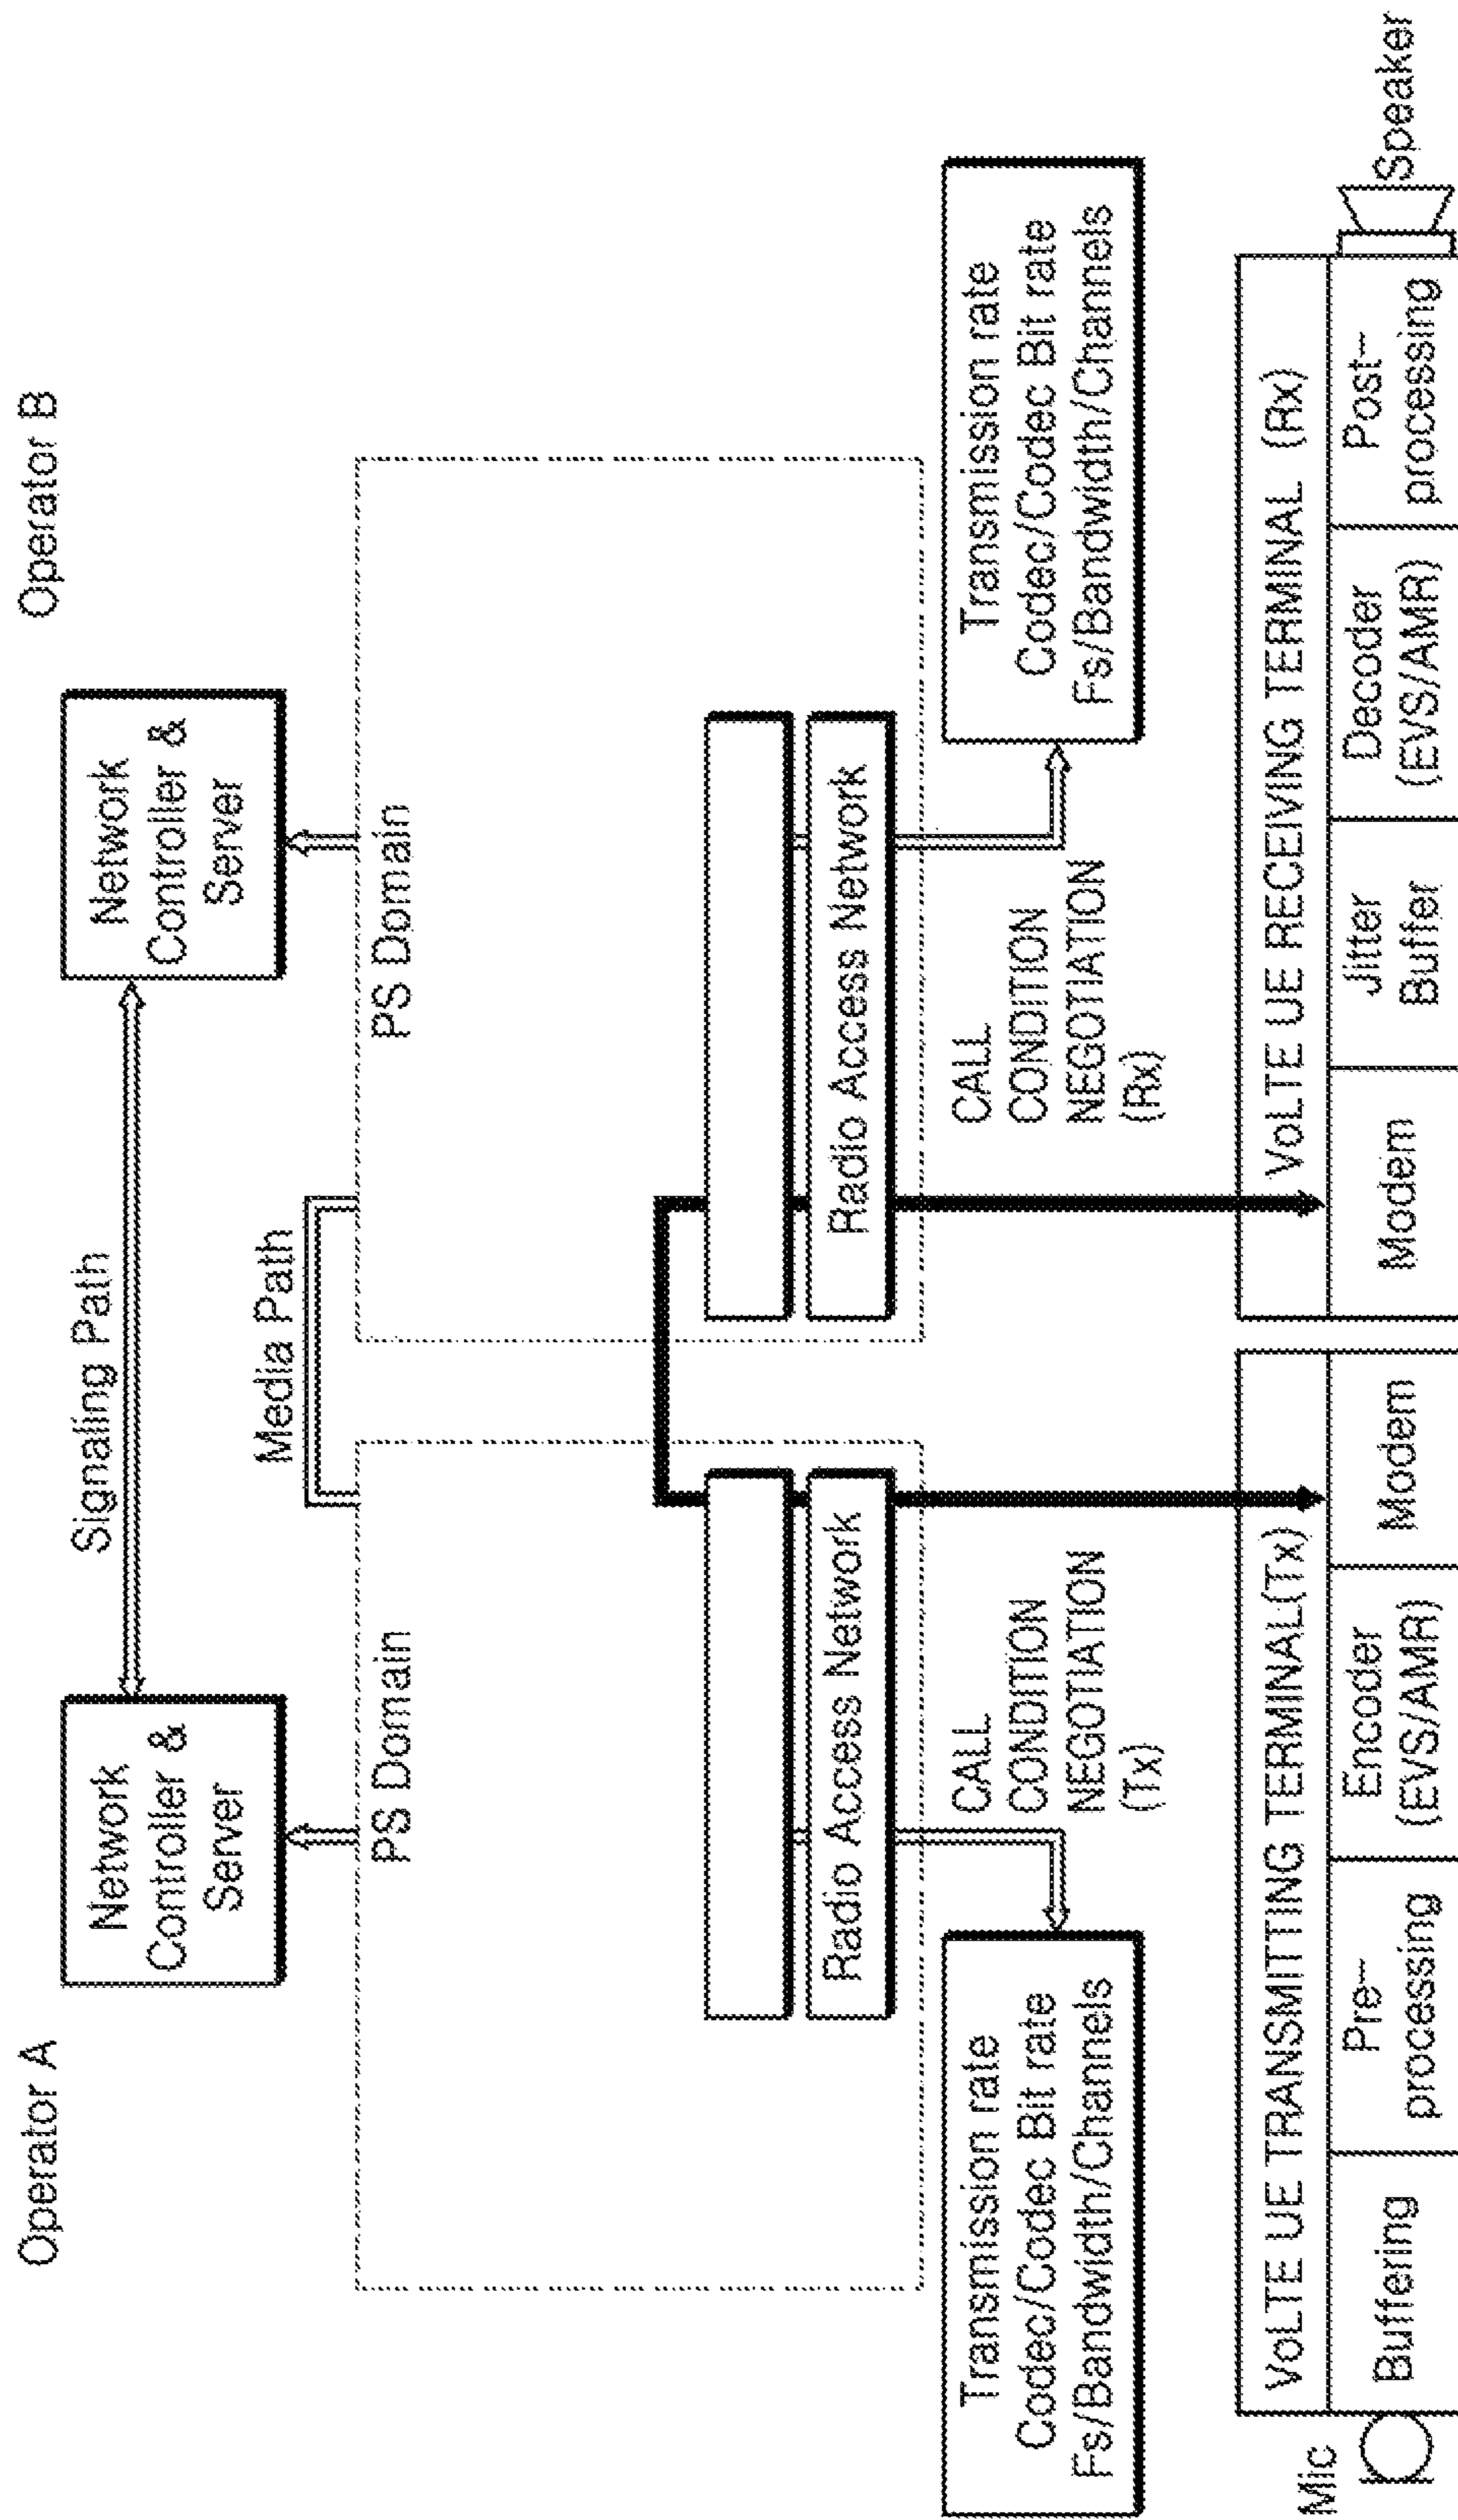 Operator A
Operator B
Network
Controller &
Server
Signaling Path
Network
Controller &
Server
Media Path
PS Domain
PS Domain
Radio Access Network
Radio Access Network
Transmission rate
Codec/Codec Bit rate
Fs/Bandwidth/Channels
CALL
CONDITION
NEGOTIATION
(Tx)
CALL
CONDITION
NEGOTIATION
(Rx)
Transmission rate
Codec/Codec Bit rate
Fs/Bandwidth/Channels
Mic
VoLTE UE TRANSMITTING TERMINAL(Tx)
Buffering
Pre-
processing
Encoder
(EVS/AMR)
Modem
VoLTE UE RECEIVING TERMINAL (Rx)
Modem
Jitter
Buffer
Decoder
(EVS/AMR)
Post-
processing
Speaker